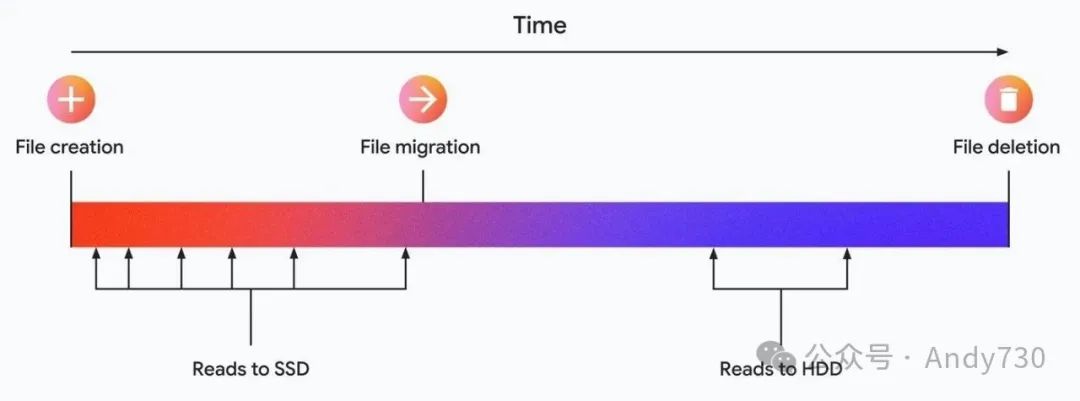 Time
File creation
File migration
File deletion
Reads to SSD
Reads to HDD
公众号 · Andy730